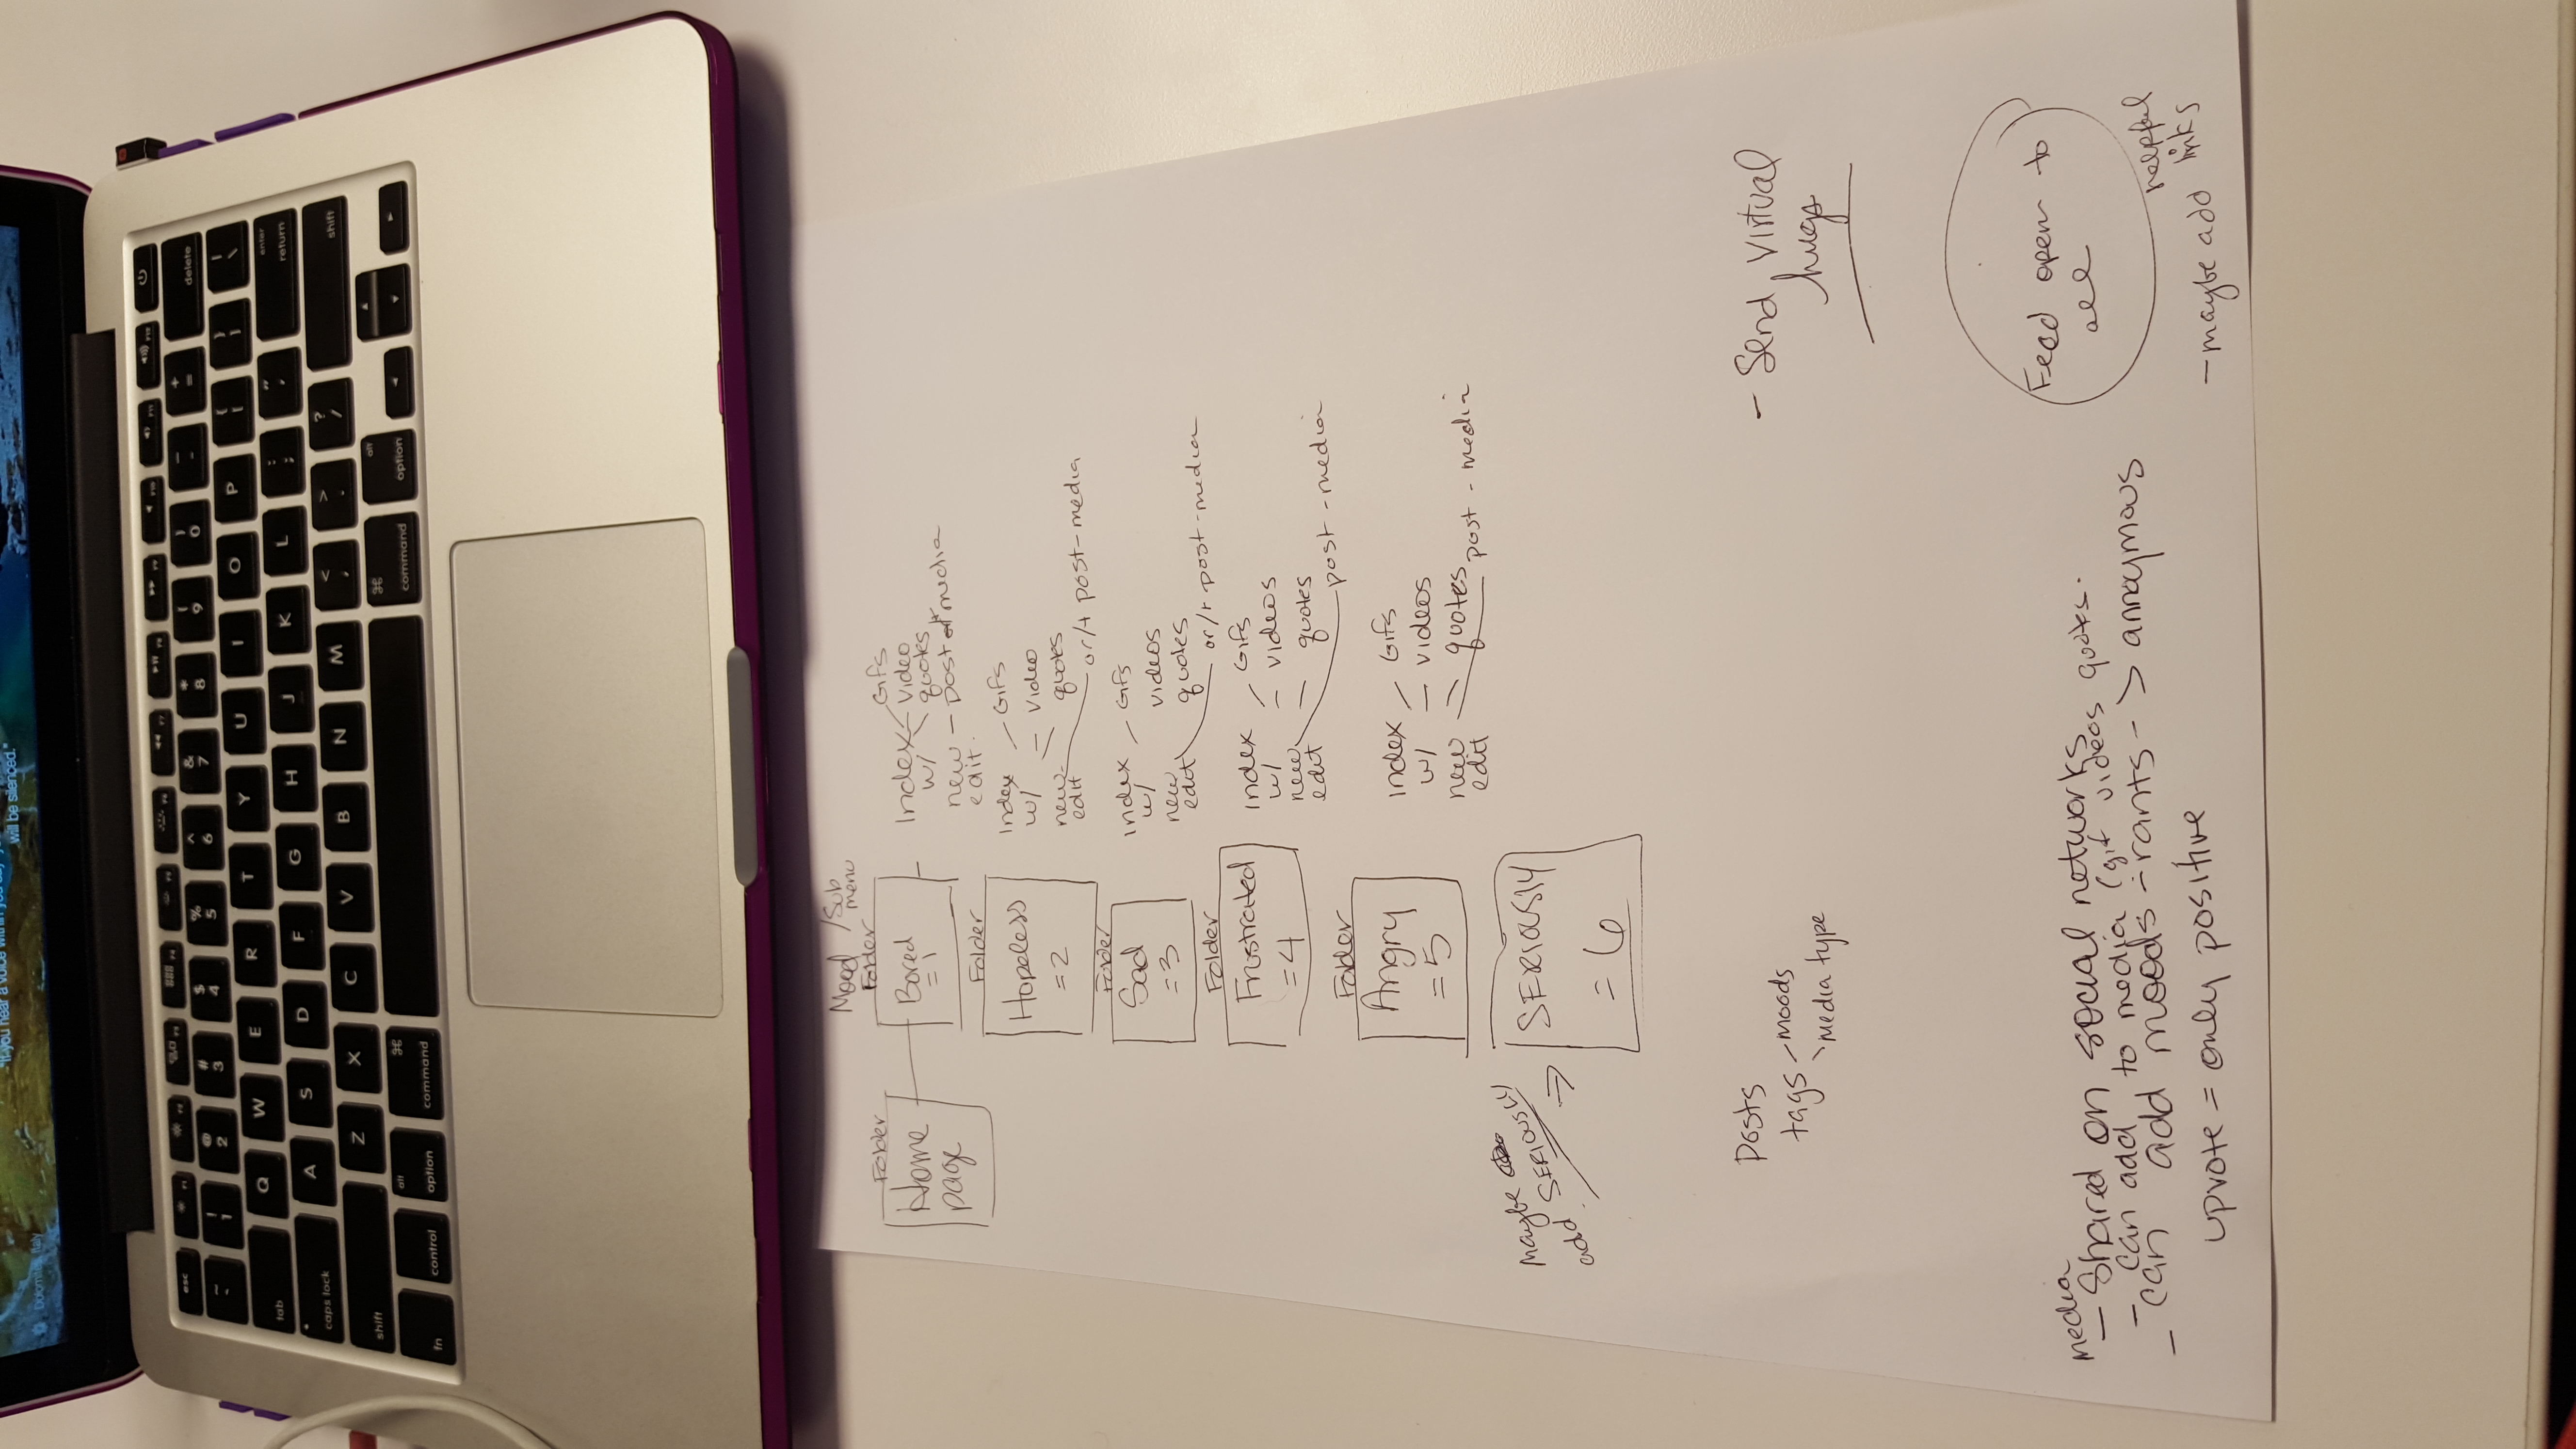 "If you hear a voice within you say
will be silenced."
Dolomites, Italy
esc F1 F2 F3 F4 F5 F6 F7 F8 F9 F10 F11 F12
~ ` ! 1 @ 2 # 3 $ 4 % 5 ^ 6 & 7 * 8 ( 9 ) 0 _ - + = delete
tab Q W E R T Y U I O P { [ } ] | \
caps lock A S D F G H J K L : ; " ' enter return
shift Z X C V B N M < , > . ? / shift
fn control alt option ⌘ command ⌘ command alt option
Mood / Sub menu
Folder
Home
page
Folder
Bored
=1
Index Gifs
w/ video
quotes
new - post of media
edit.
Folder
Hopeless
=2
Index Gifs
w/ - video
new - quotes
edit or/+ post-media
Folder
Sad
=3
Index - Gifs
w/ videos
new quotes
edit or/+ post-media
Folder
Frustrated
=4
Index Gifs
w/ - videos
new - quotes
edit post-media
Folder
Angry
=5
Index - Gifs
w/ - videos
new - quotes
edit post-media
Maybe
add SERIOUSLY
=>
SERIOUSLY
=6
Posts
tags - moods
media type
- Send virtual
hugs
Feed open to
all
media
- Shared on social networks
- can add to media (gif videos quotes.
- can add moods - rants -> annoymous
upvote = only positive
helpful
- maybe add links